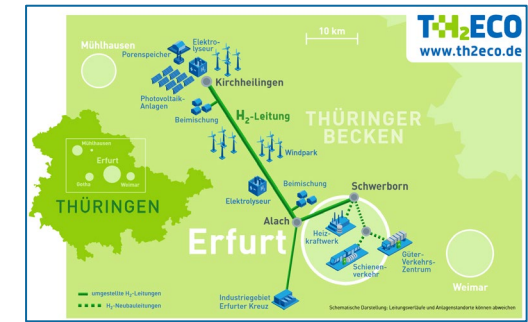 TH₂ECO
www.th2eco.de
10 km
Mühlhausen
Elektro-
lyseur
Porenspeicher
Kirchheilingen
Photovoltaik-
Anlagen
Beimischung
H₂-Leitung
THÜRINGER
BECKEN
Windpark
Mühlhausen
Erfurt
Gotha
Weimar
THÜRINGEN
Elektrolyseur
Beimischung
Schwerborn
Alach
Erfurt
Heiz-
kraftwerk
Güter-
Verkehrs-
Zentrum
Schienen-
verkehr
Weimar
Industriegebiet
Erfurter Kreuz
umgestellte H₂-Leitungen
H₂-Neubauleitungen
Schematische Darstellung: Leitungsverläufe und Anlagenstandorte können abweichen